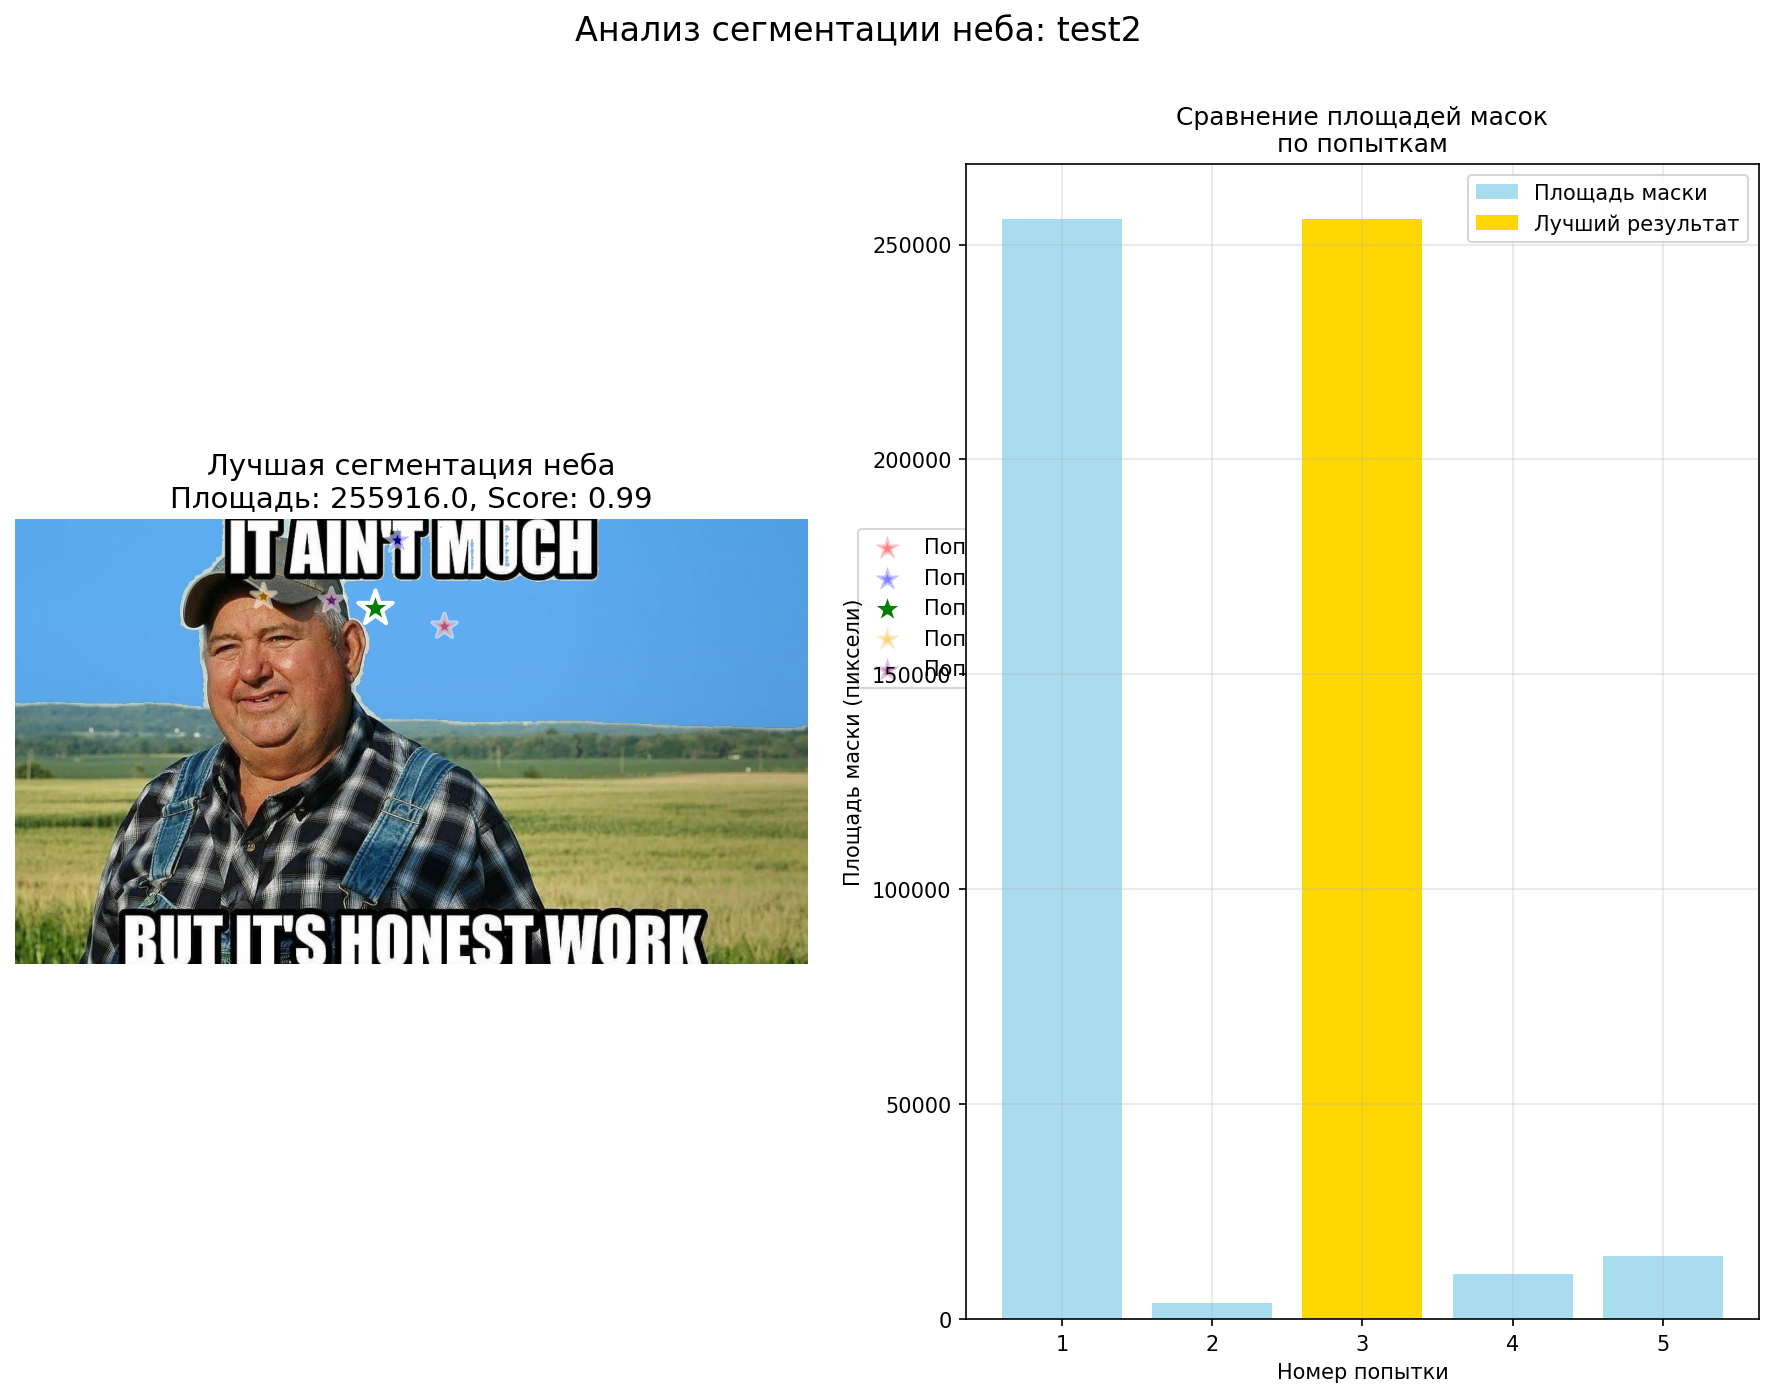 Анализ сегментации неба: test2
Лучшая сегментация неба
Площадь: 255916.0, Score: 0.99
IT AIN'T MUCH
BUT IT'S HONEST WORK
Поп
Поп
Поп
Поп
Поп
Сравнение площадей масок
по попыткам
Площадь маски
Лучший результат
Площадь маски (пиксели)
250000
200000
150000
100000
50000
0
1 2 3 4 5
Номер попытки